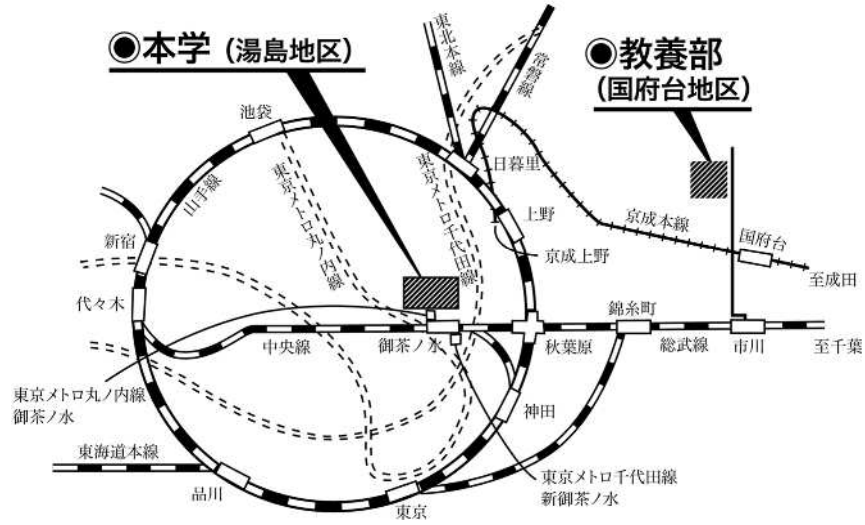 ◉本学（湯島地区）
◉教養部
（国府台地区）
東北本線
常磐線
池袋
山手線
東京メトロ丸ノ内線
東京メトロ千代田線
日暮里
上野
京成上野
京成本線
国府台
至成田
新宿
代々木
中央線
御茶ノ水
秋葉原
錦糸町
総武線
市川
至千葉
東京メトロ丸ノ内線
御茶ノ水
神田
東海道本線
品川
東京
東京メトロ千代田線
新御茶ノ水